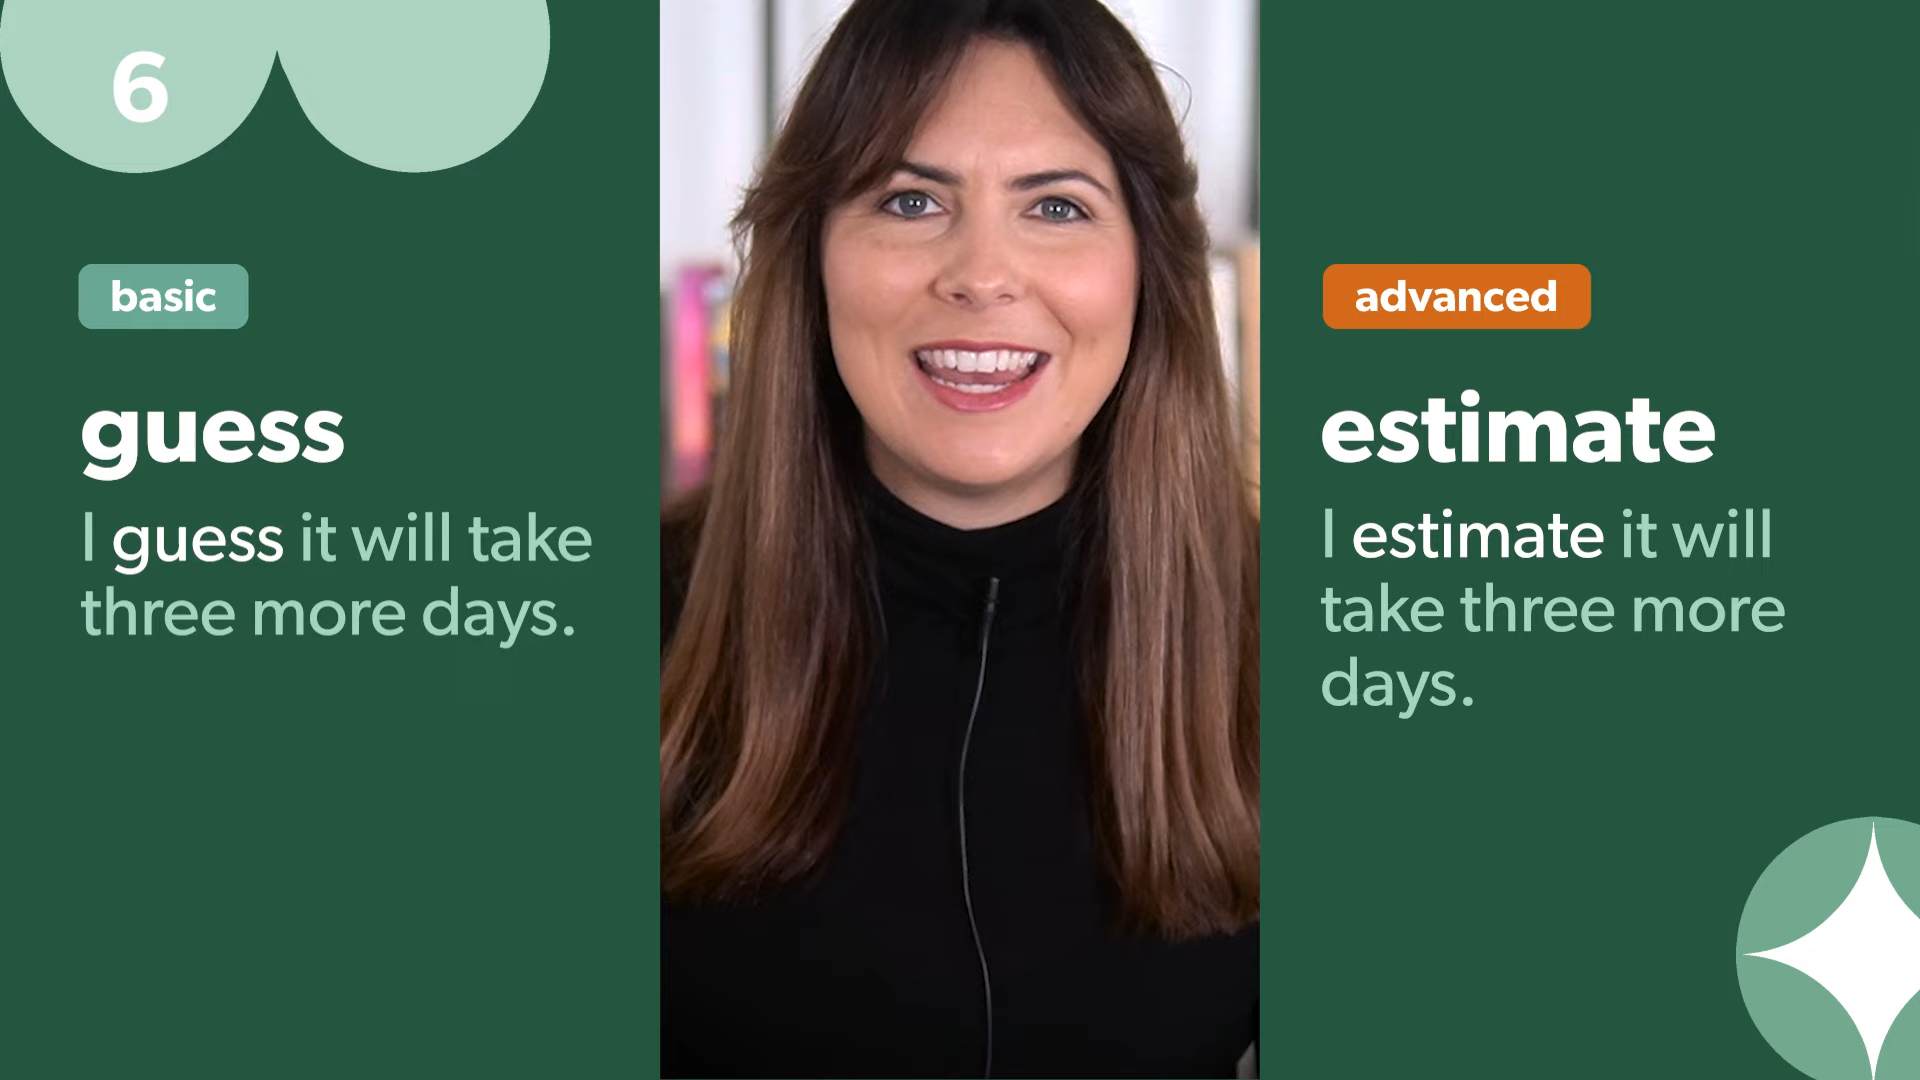 6
basic
guess
I guess it will take
three more days.
advanced
estimate
I estimate it will
take three more
days.